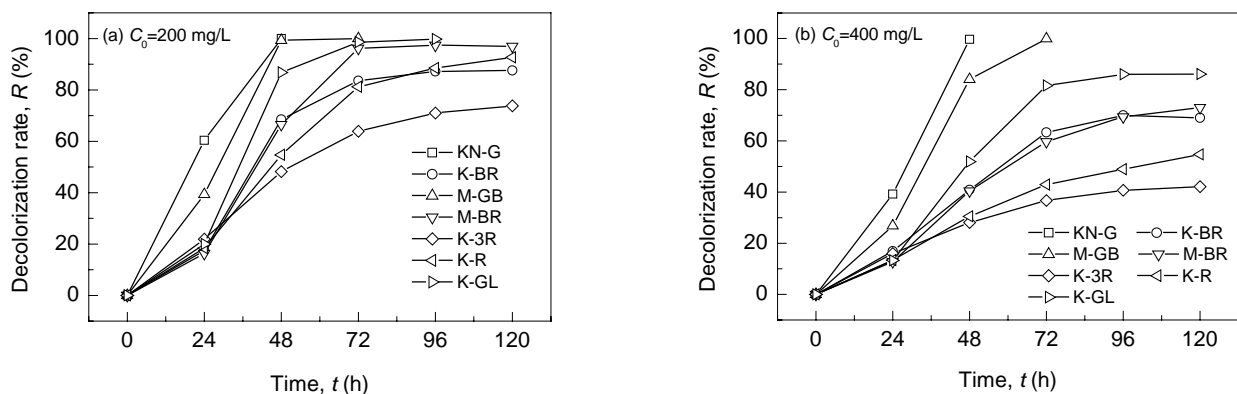 (a) C₀=200 mg/L
Decolorization rate, R (%)
100
80
60
40
20
0
KN-G
K-BR
M-GB
M-BR
K-3R
K-R
K-GL
0 24 48 72 96 120
Time, t (h)
(b) C₀=400 mg/L
Decolorization rate, R (%)
100
80
60
40
20
0
KN-G K-BR
M-GB M-BR
K-3R K-R
K-GL
0 24 48 72 96 120
Time, t (h)